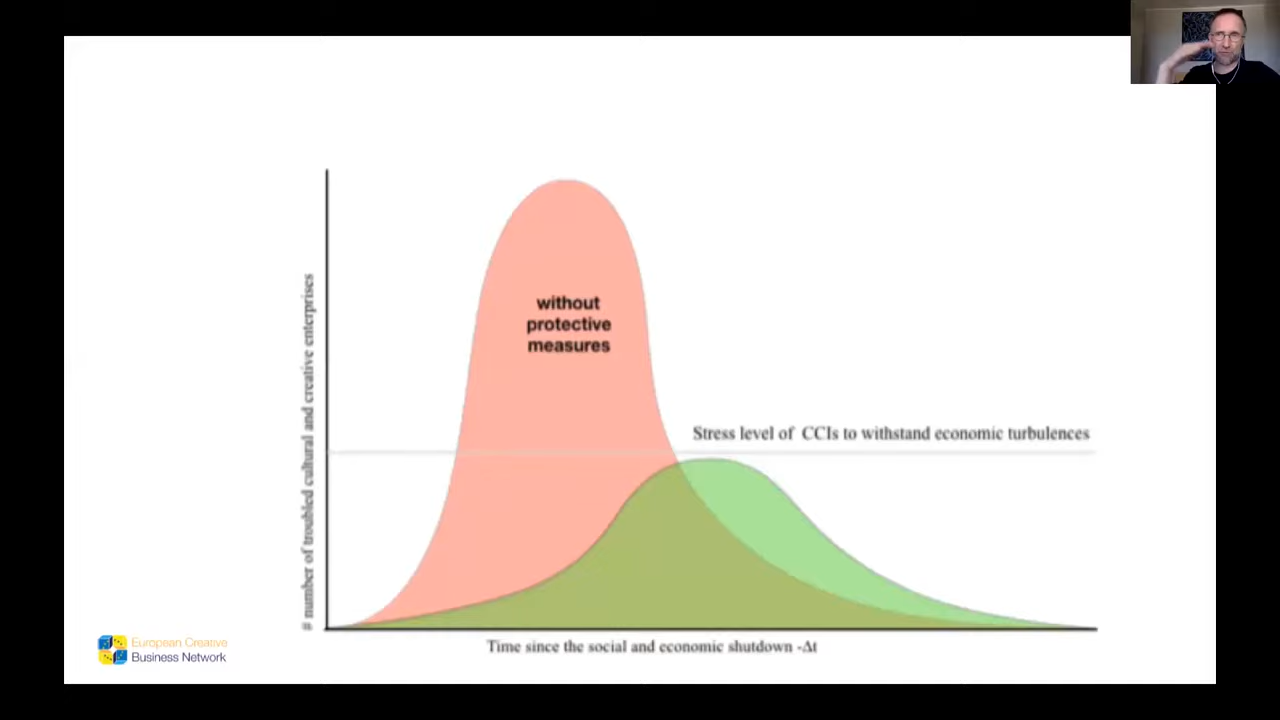 without
protective
measures
Stress level of CCIs to withstand economic turbulences
# number of troubled cultural and creative enterprises
Time since the social and economic shutdown -Δt
European Creative
Business Network